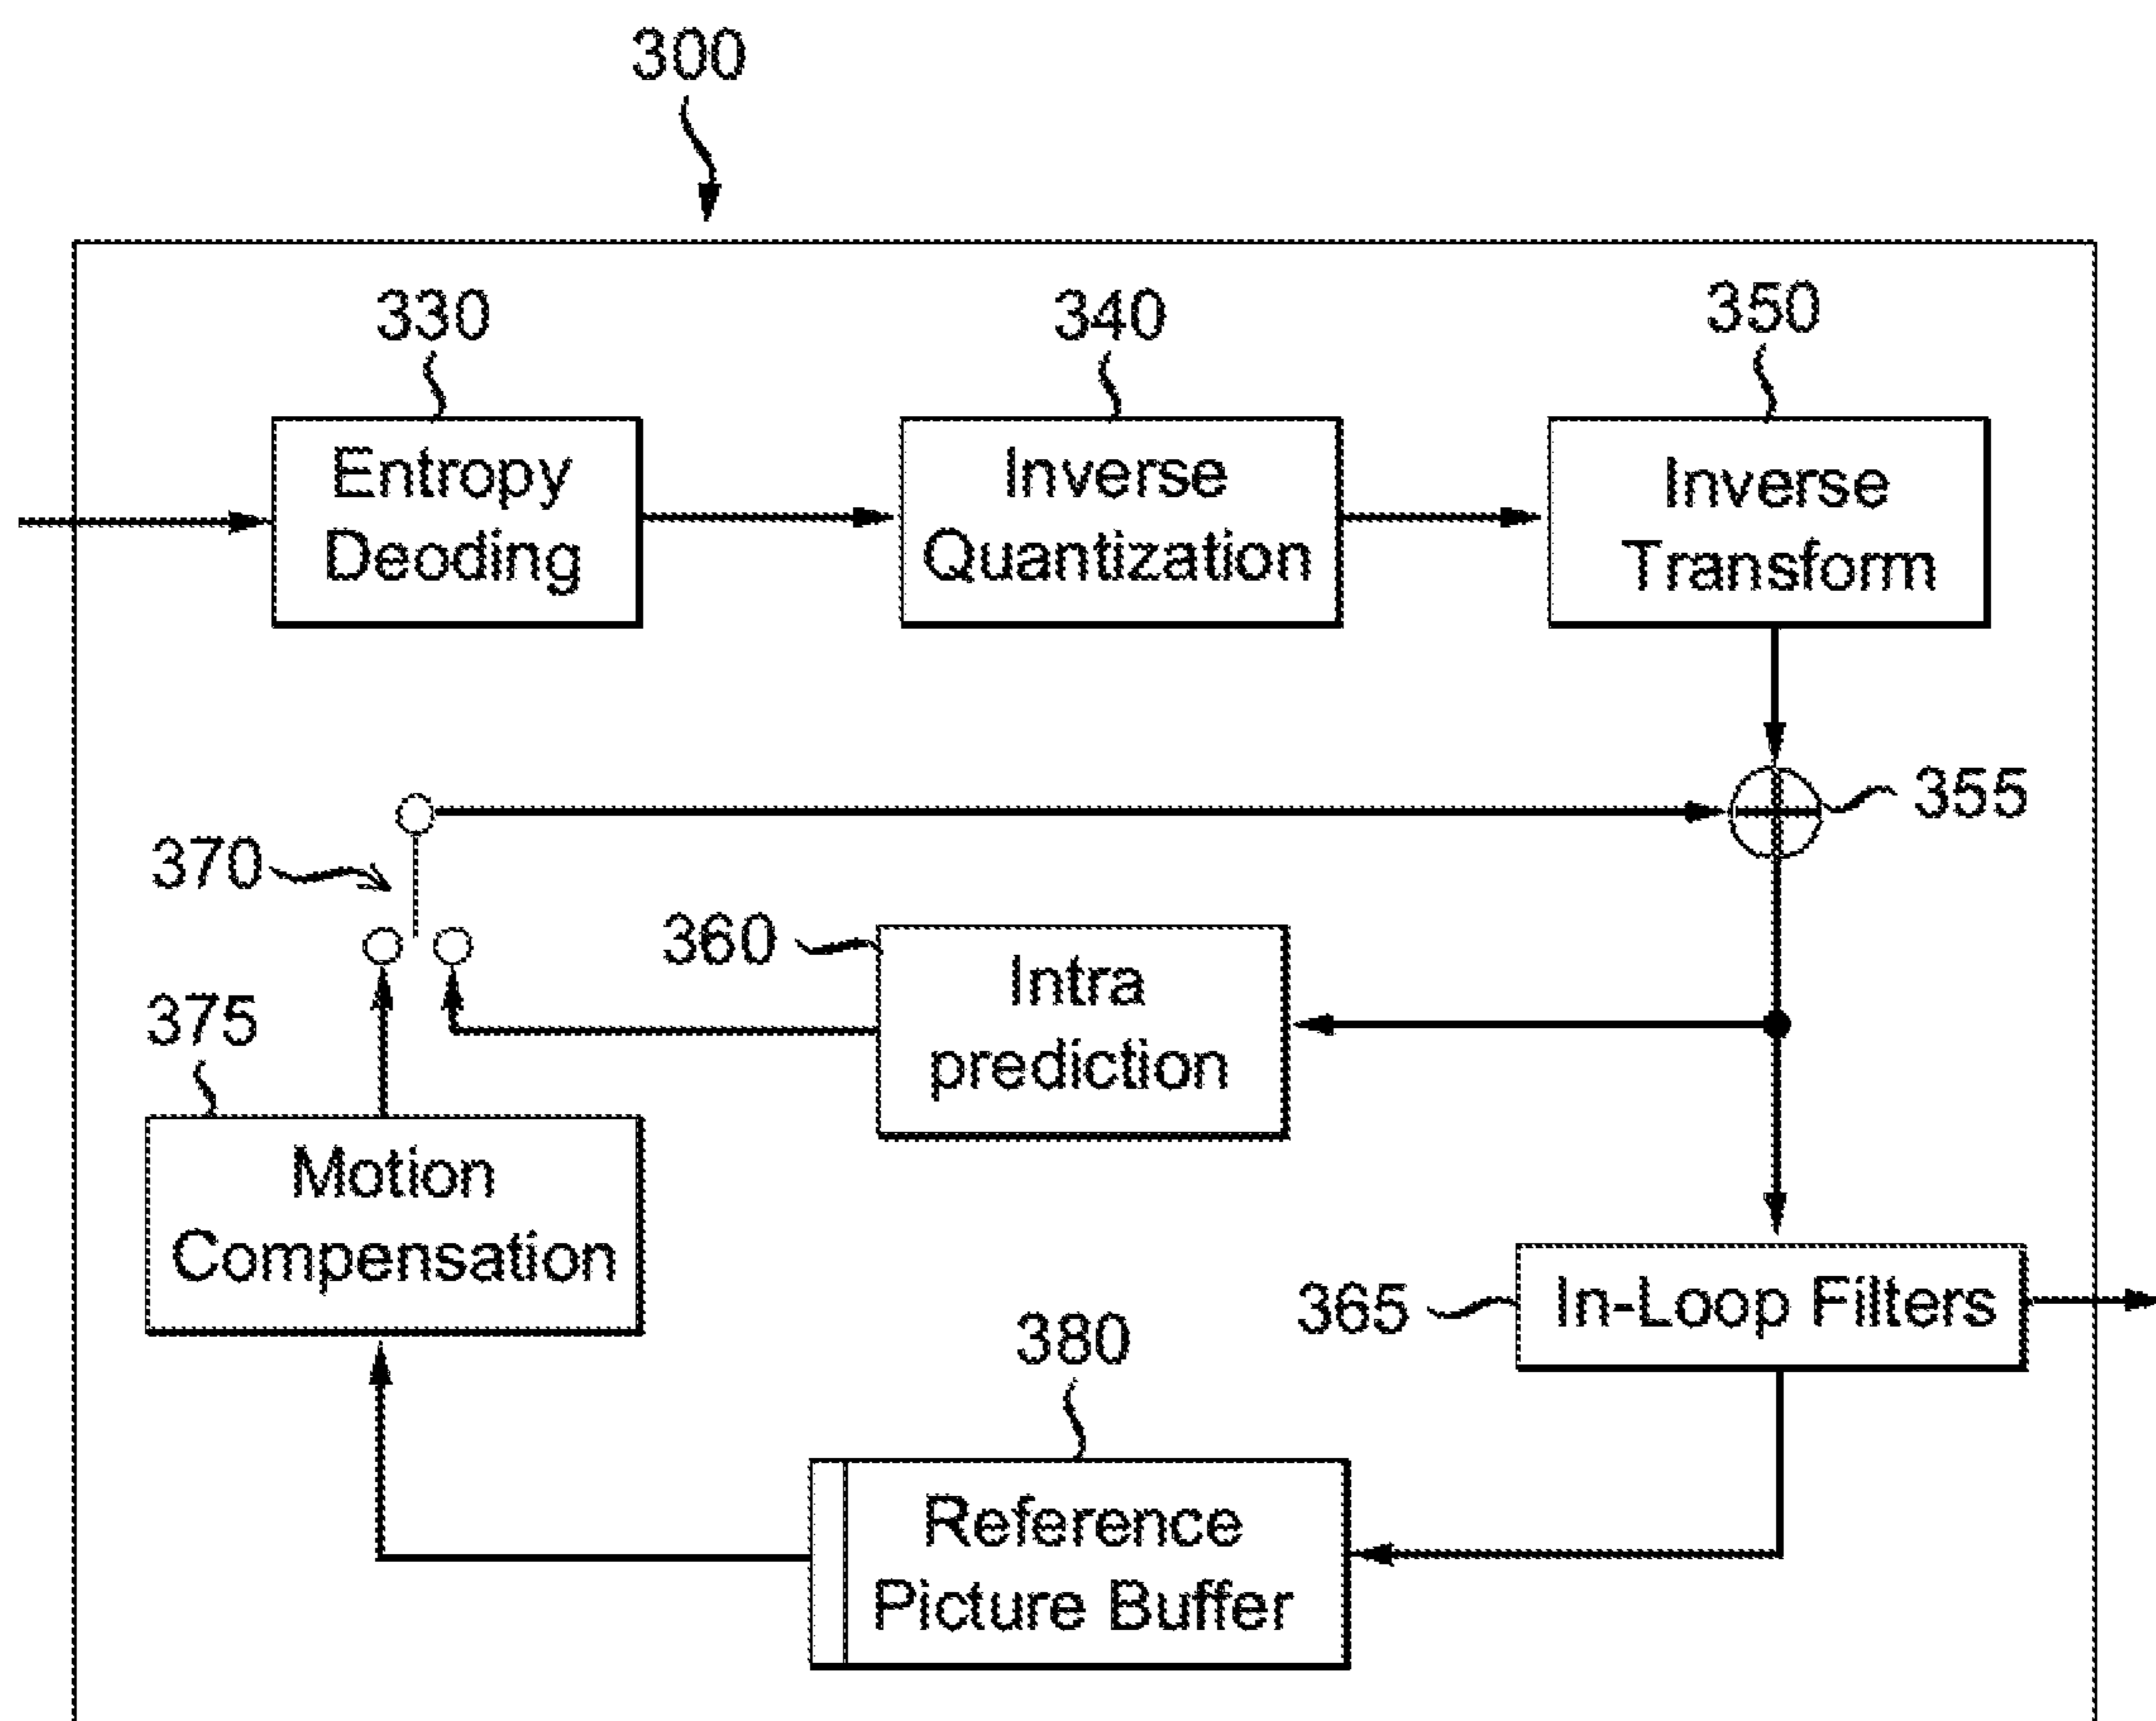 300
330
340
350
Entropy
Deoding
Inverse
Quantization
Inverse
Transform
355
370
360
Intra
prediction
375
Motion
Compensation
365
In-Loop Filters
380
Reference
Picture Buffer